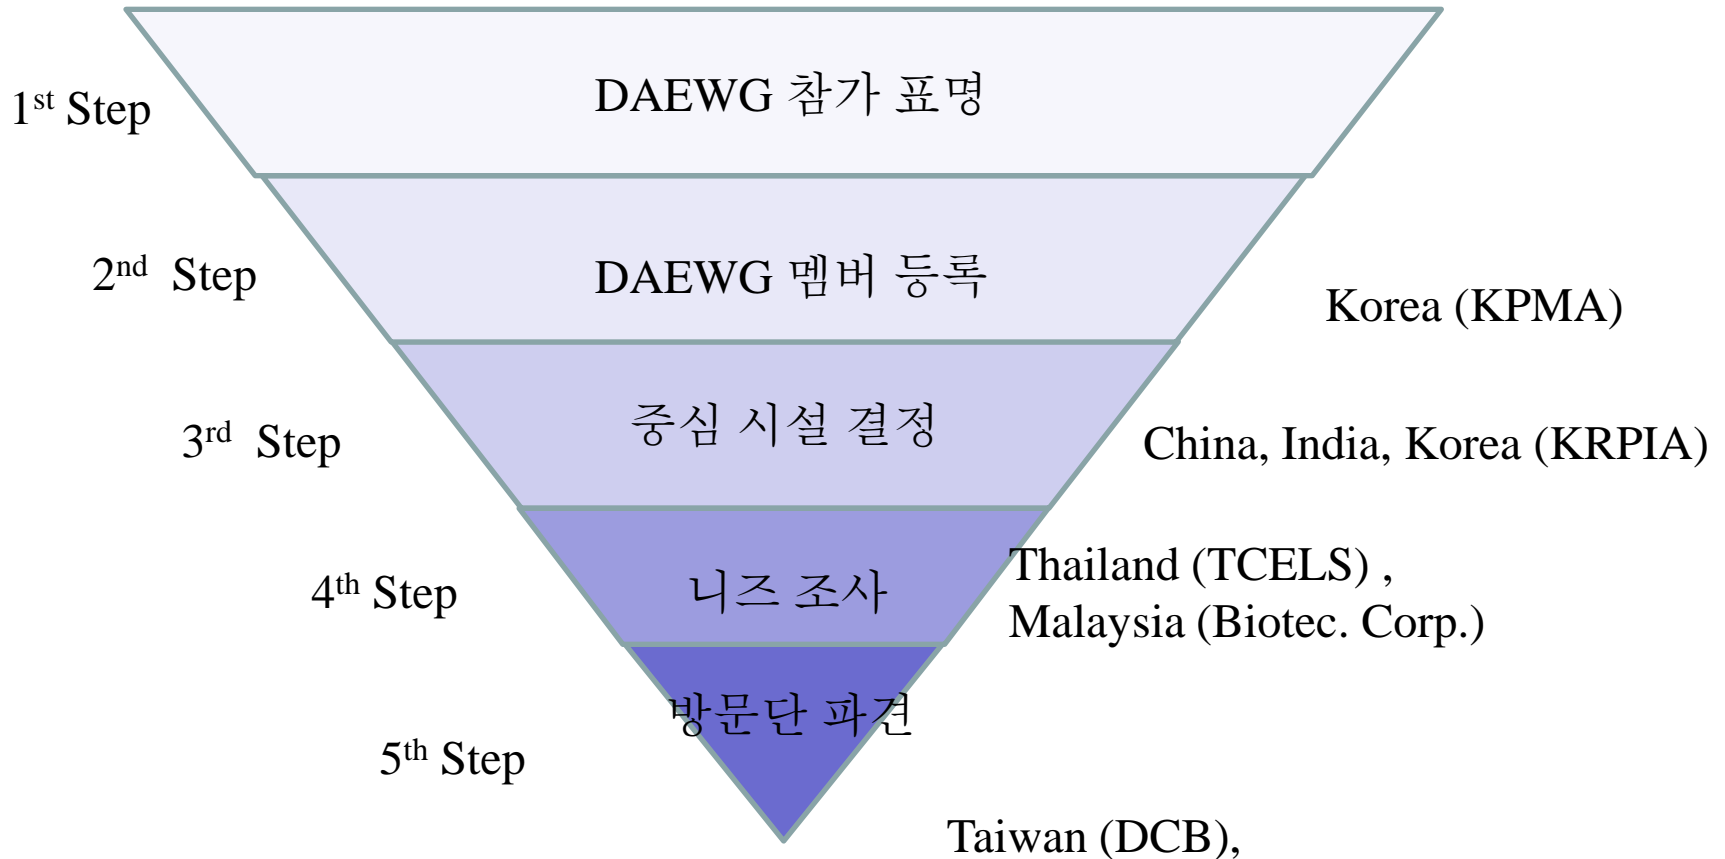 1st Step
DAEWG 참가 표명
2nd Step
DAEWG 멤버 등록
Korea (KPMA)
3rd Step
중심 시설 결정
China, India, Korea (KRPIA)
4th Step
니즈 조사
Thailand (TCELS) ,
Malaysia (Biotec. Corp.)
방문단 파견
5th Step
Taiwan (DCB),